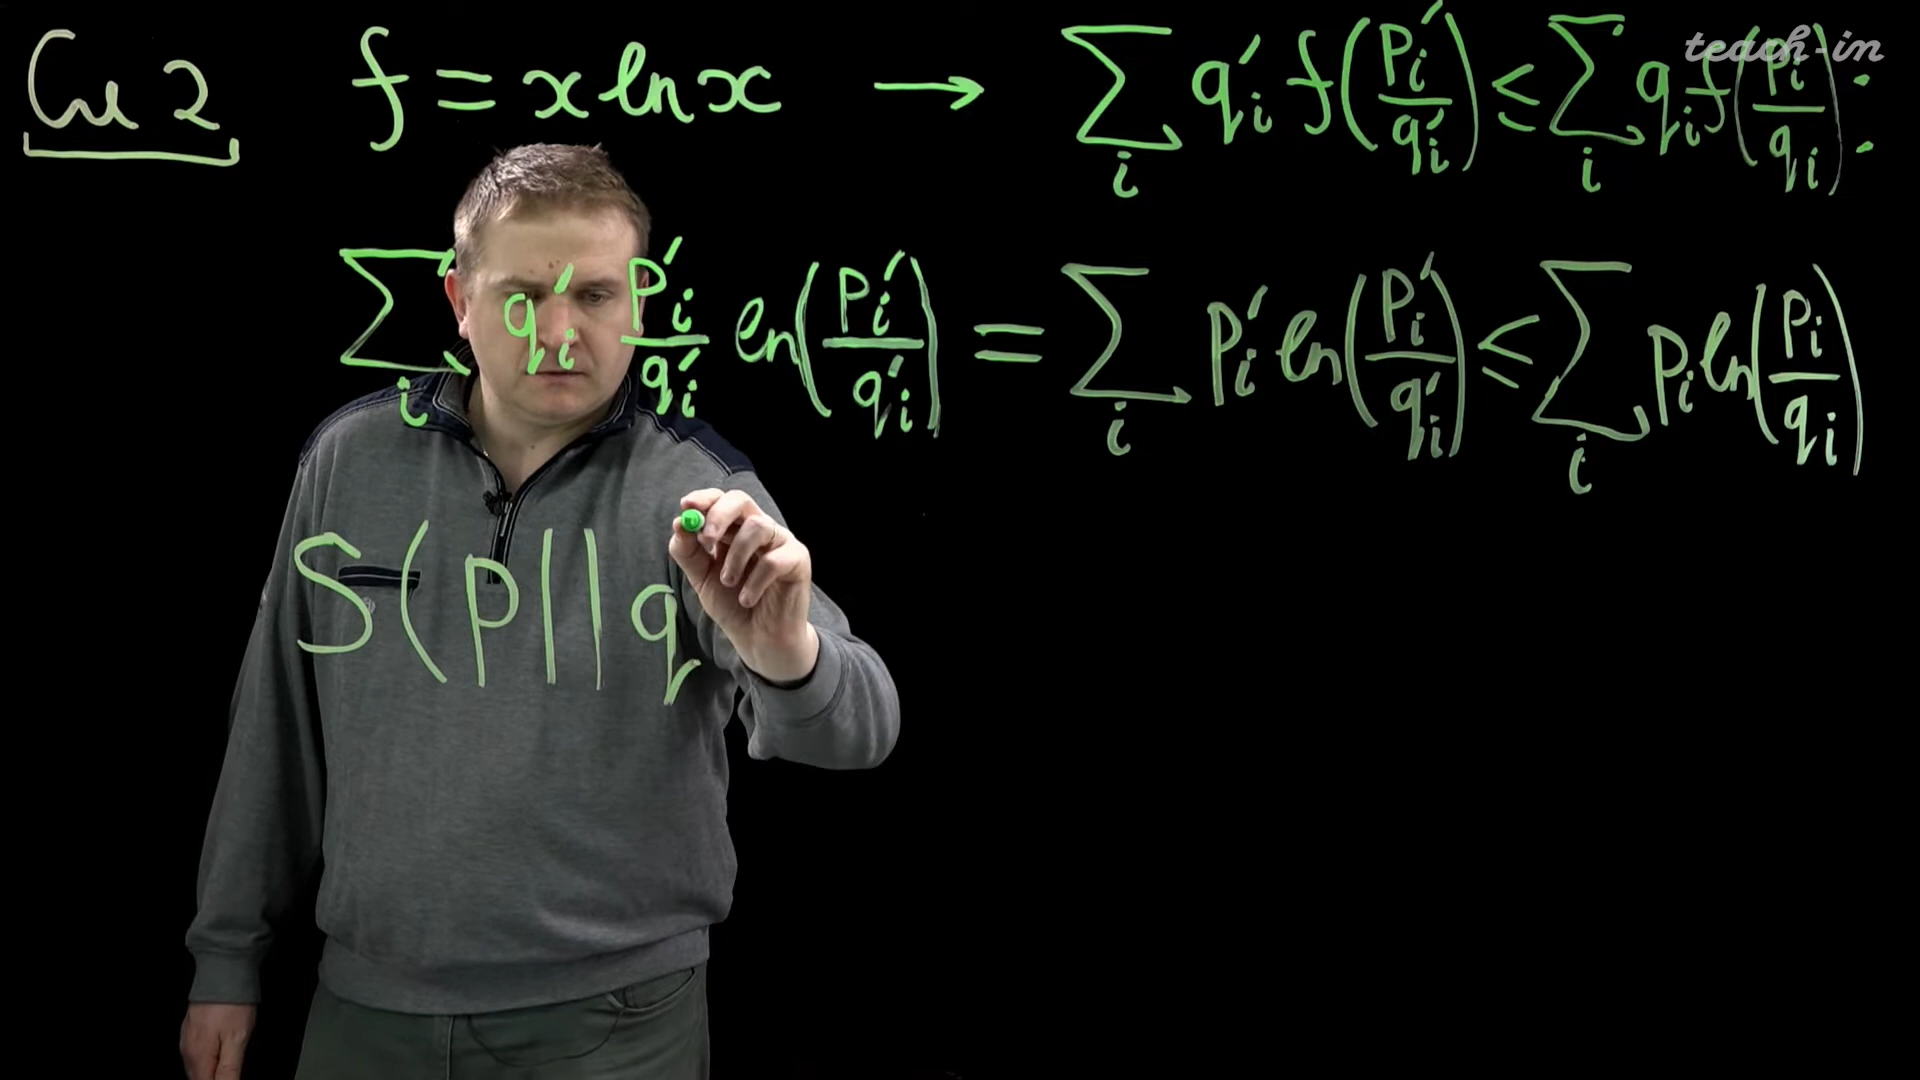 Сл 2 f = x ln x → ∑_i q'_i f(p'_i/q'_i) ≤ ∑_i q_i f(p_i/q_i):
∑_i q'_i p'_i/q'_i ln(p'_i/q'_i) = ∑_i p'_i ln(p'_i/q'_i) ≤ ∑_i p_i ln(p_i/q_i)
S(p||q
teach-in